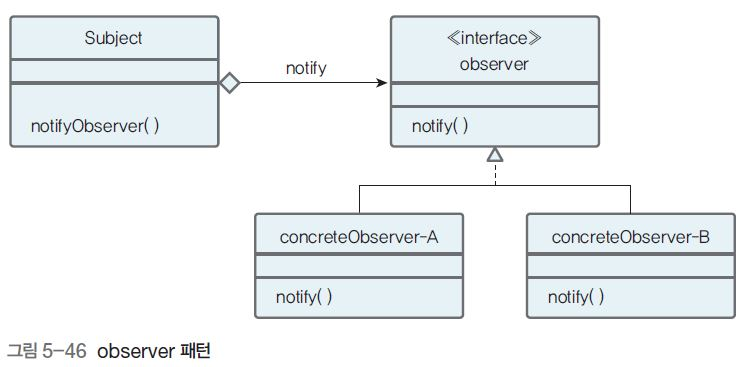 Subject
notifyObserver( )
notify
≪interface≫
observer
notify( )
concreteObserver-A
notify( )
concreteObserver-B
notify( )
그림 5-46 observer 패턴